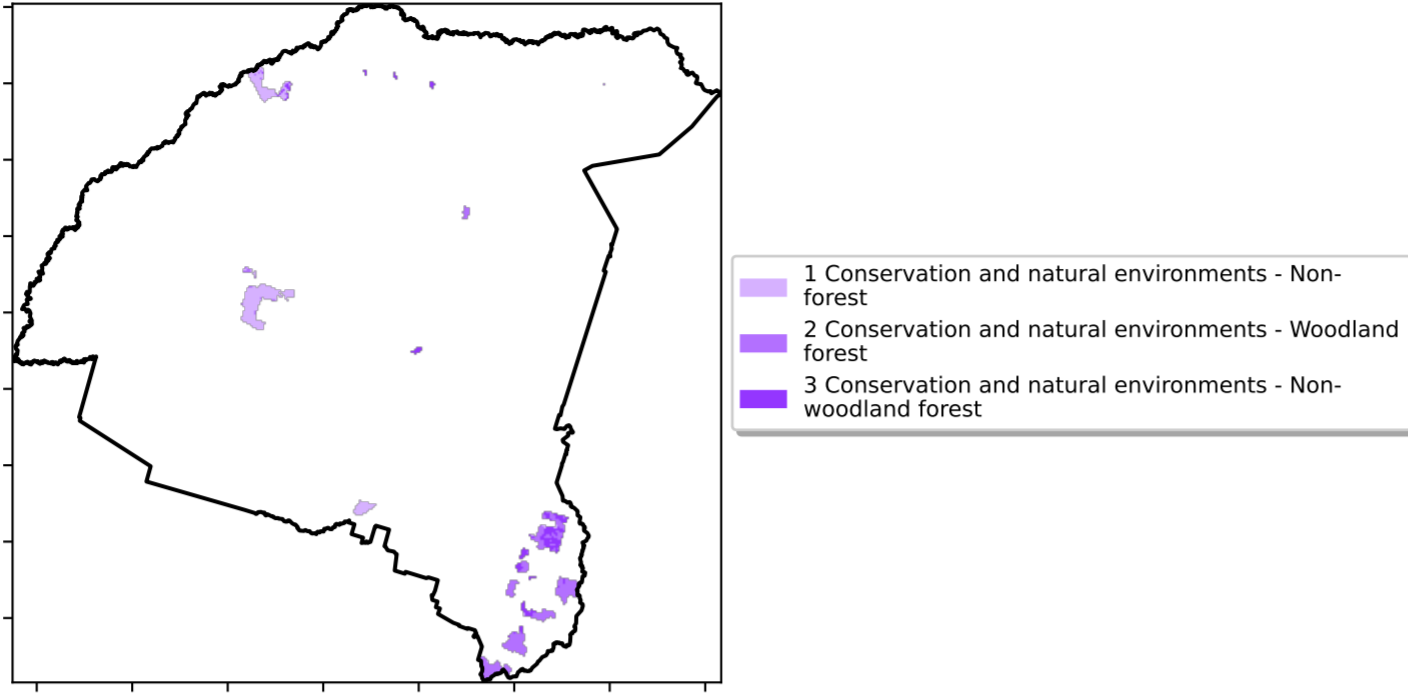 1 Conservation and natural environments - Non-
forest
2 Conservation and natural environments - Woodland
forest
3 Conservation and natural environments - Non-
woodland forest